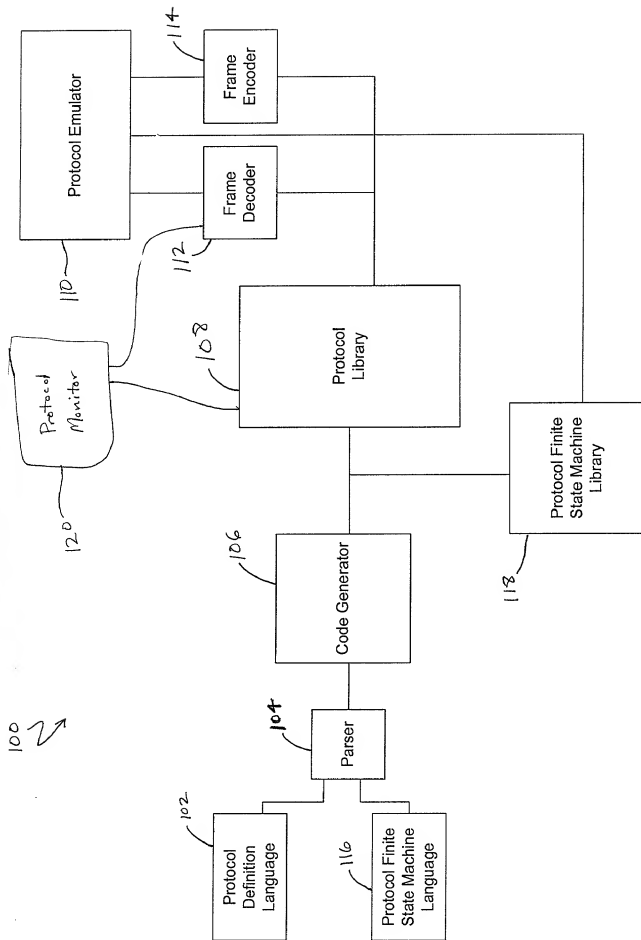 100
Protocol
Definition
Language
102
Protocol Finite
State Machine
Language
116
Parser
104
Code Generator
106
Protocol
Library
108
Protocol Finite
State Machine
Library
118
Protocol
Monitor
120
Frame
Decoder
112
Frame
Encoder
114
Protocol Emulator
110